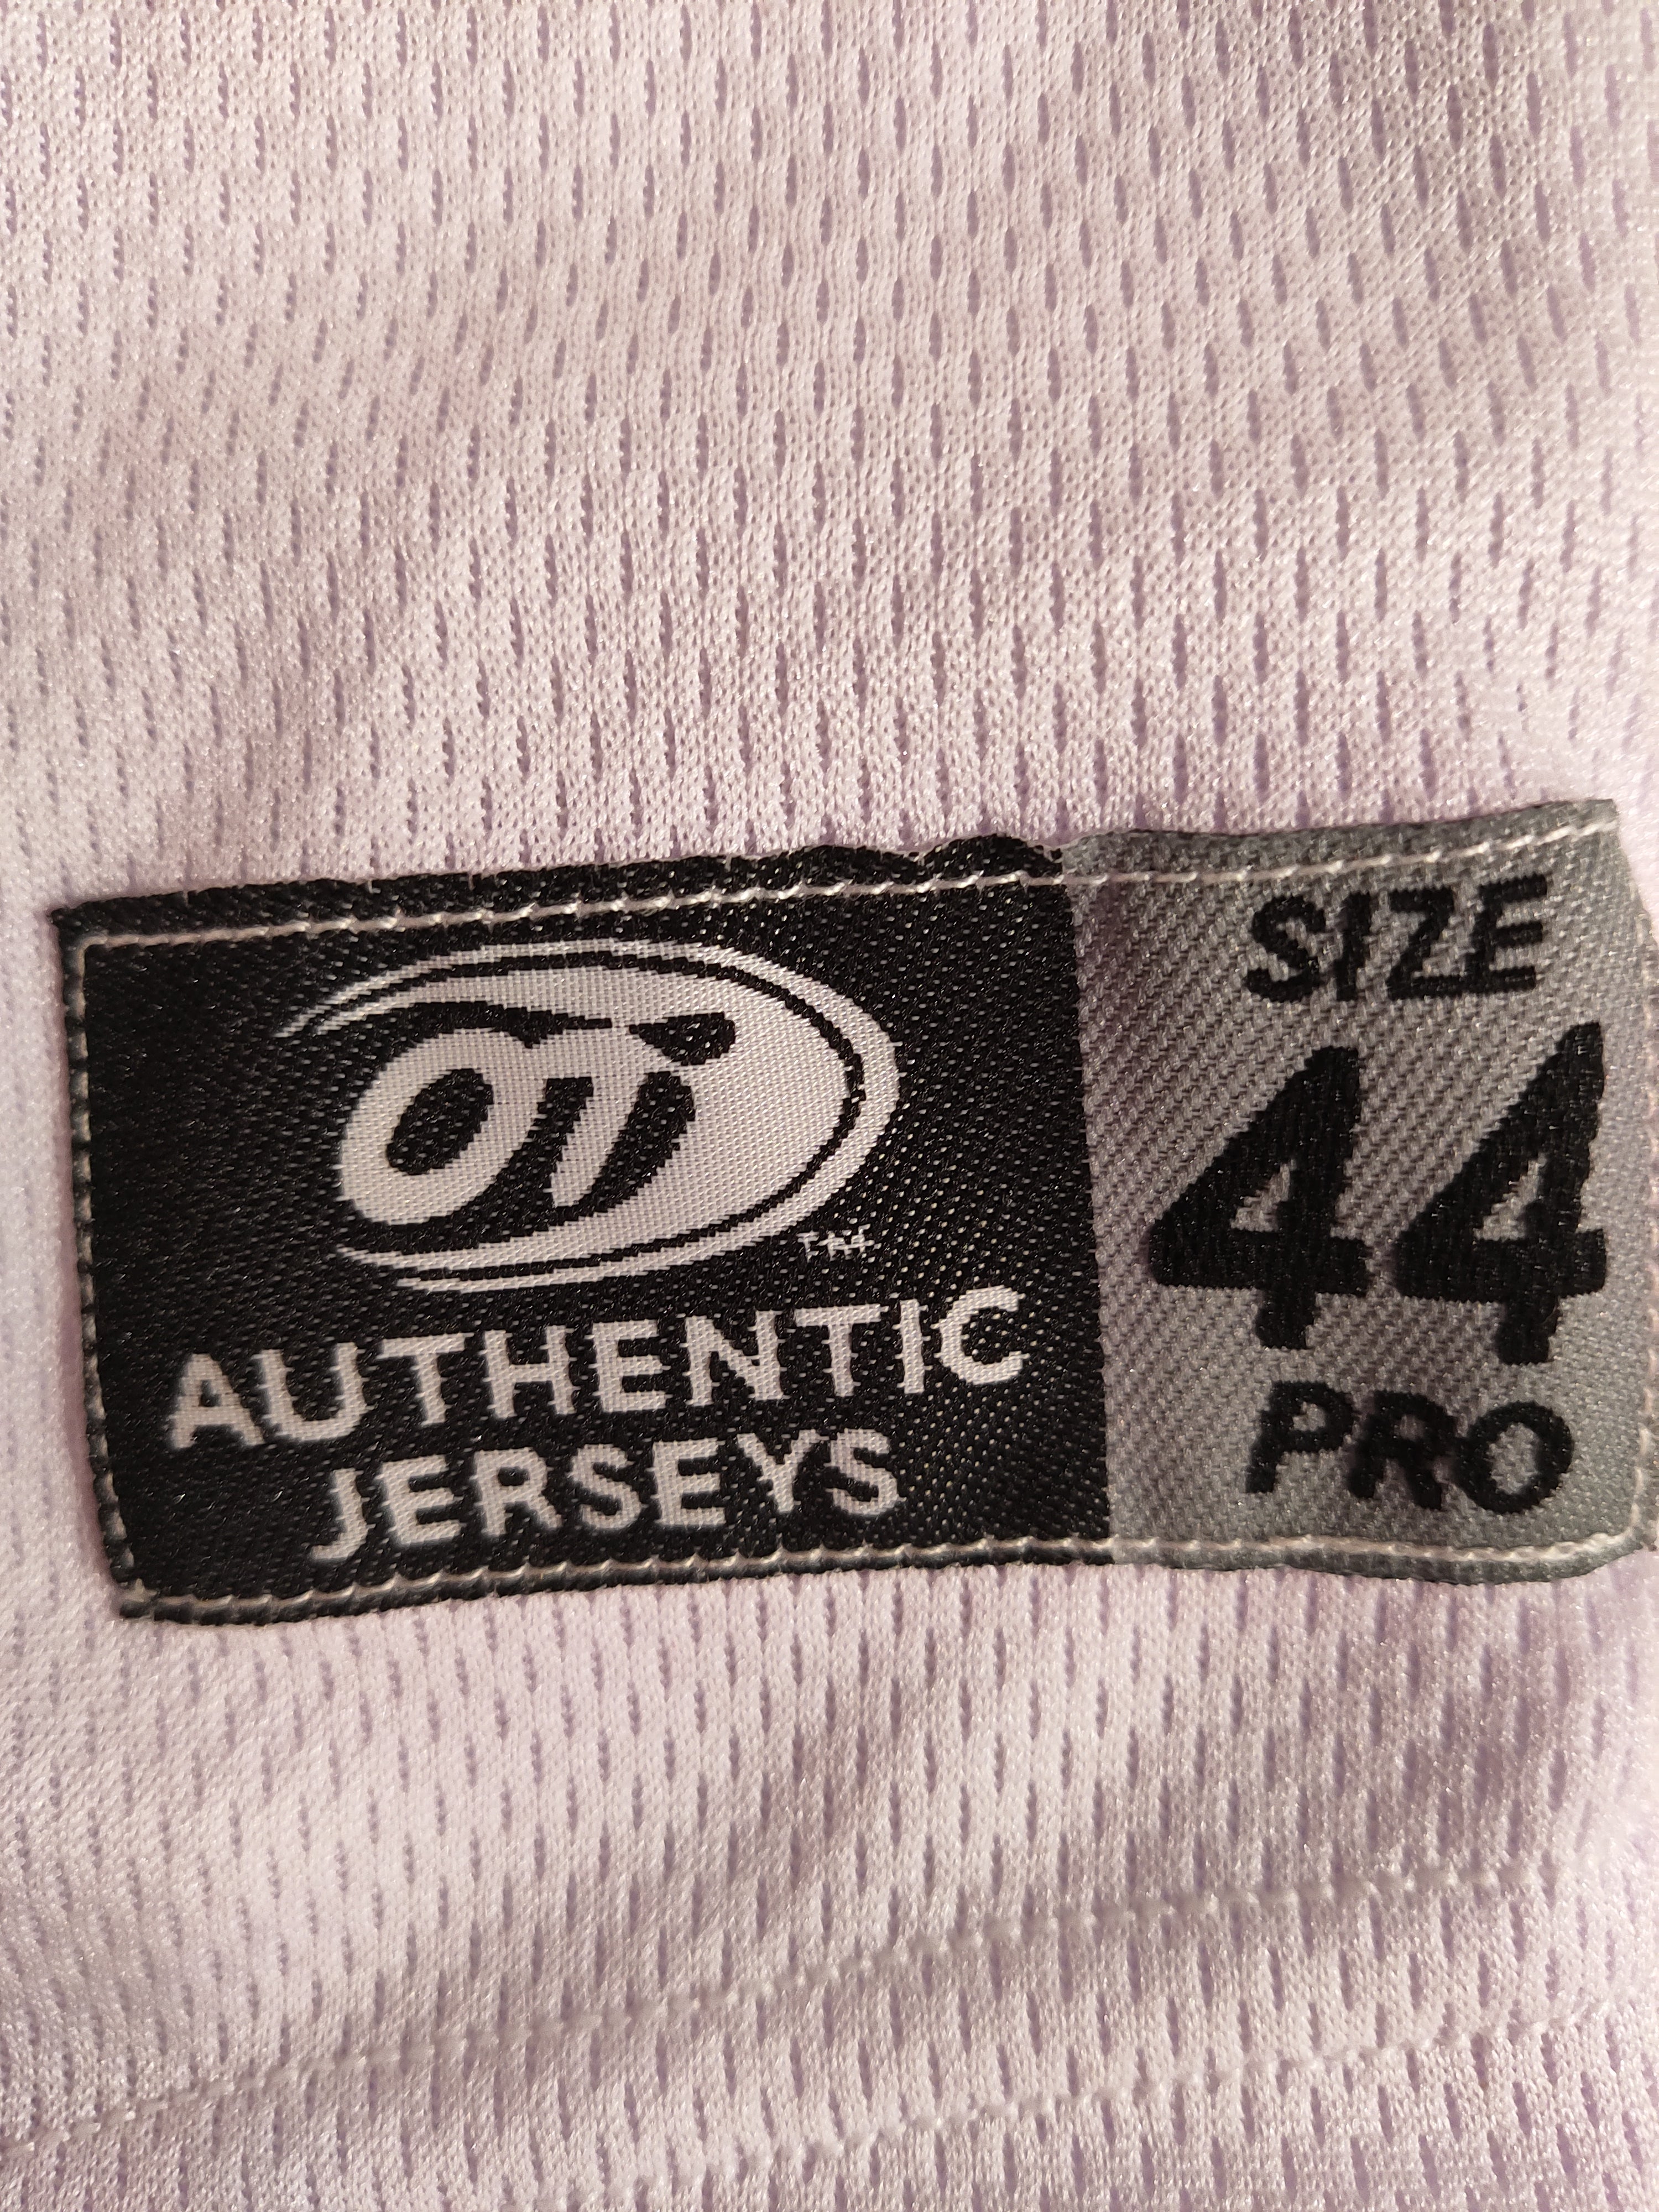 OT
TM
AUTHENTIC
JERSEYS
SIZE
44
PRO